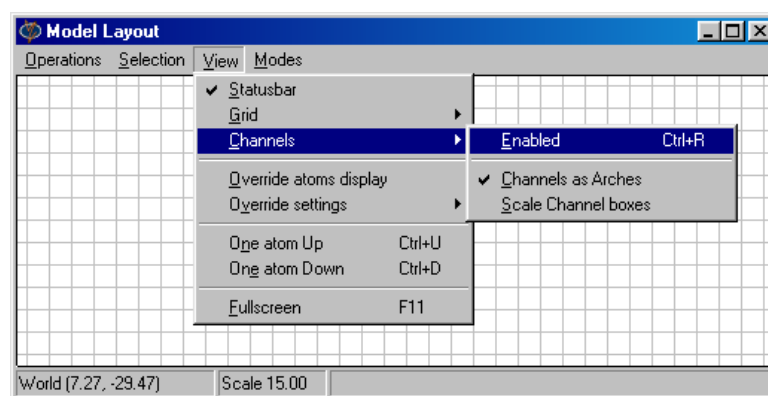 Model Layout
Operations Selection View Modes
Statusbar
Grid
Channels
Enabled Ctrl+R
Override atoms display
Channels as Arches
Override settings
Scale Channel boxes
One atom Up Ctrl+U
One atom Down Ctrl+D
Fullscreen F11
World (7.27, -29.47) Scale 15.00